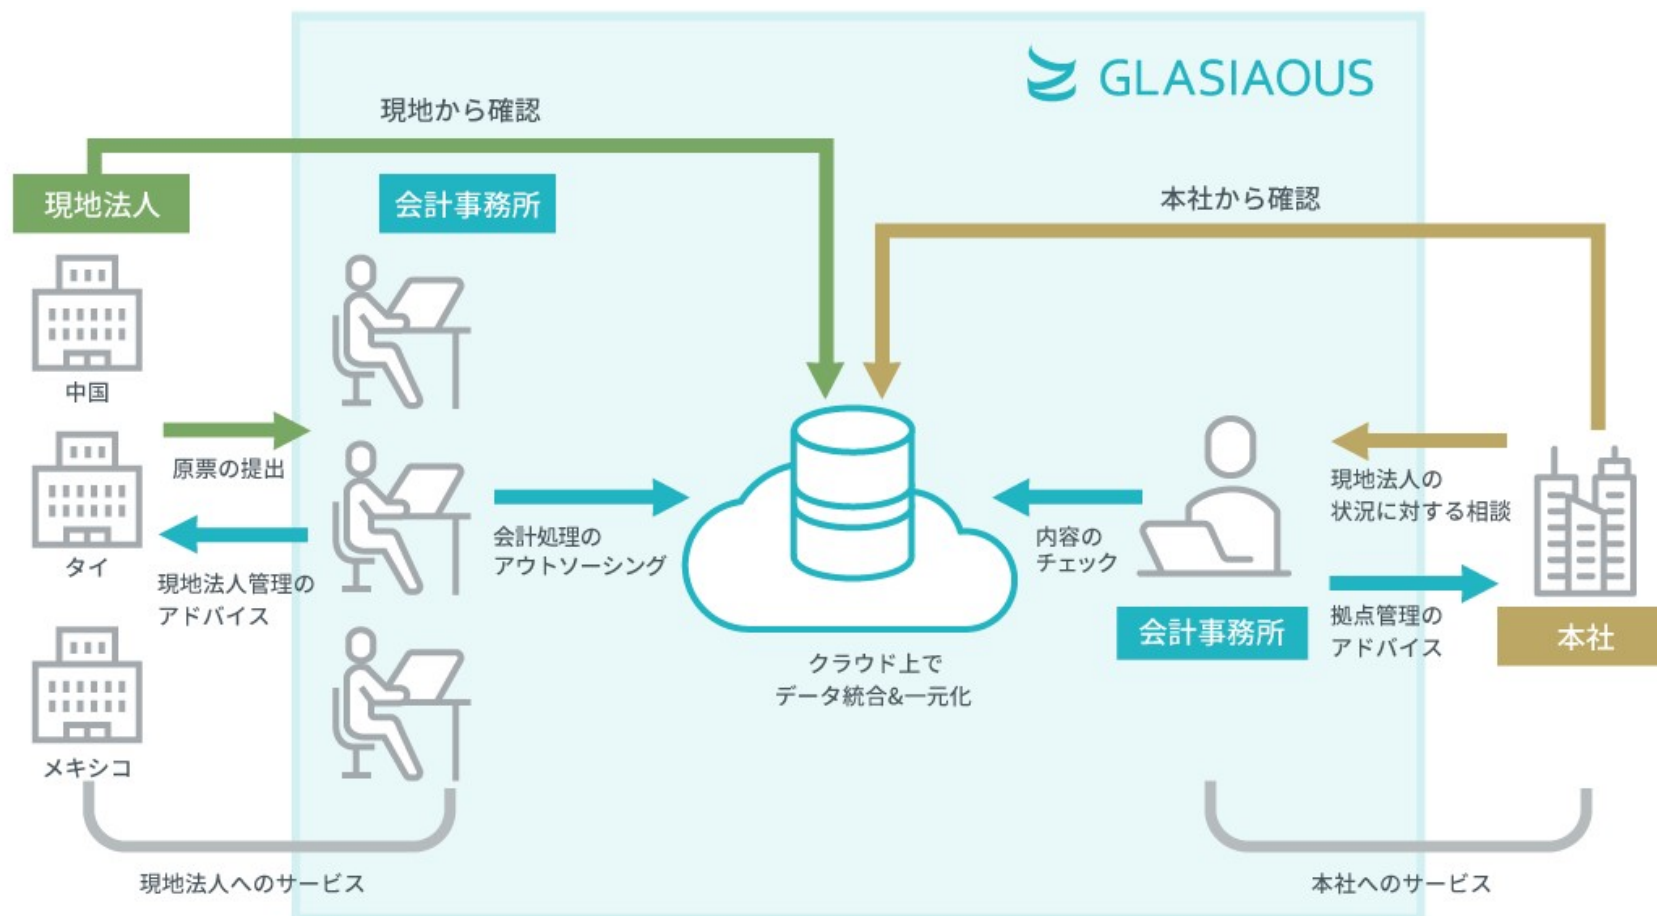 GLASIAOUS
現地から確認
現地法人
会計事務所
本社から確認
中国
原票の提出
タイ
現地法人管理の
アドバイス
メキシコ
会計処理の
アウトソーシング
クラウド上で
データ統合&一元化
内容の
チェック
会計事務所
現地法人の
状況に対する相談
拠点管理の
アドバイス
本社
現地法人へのサービス
本社へのサービス